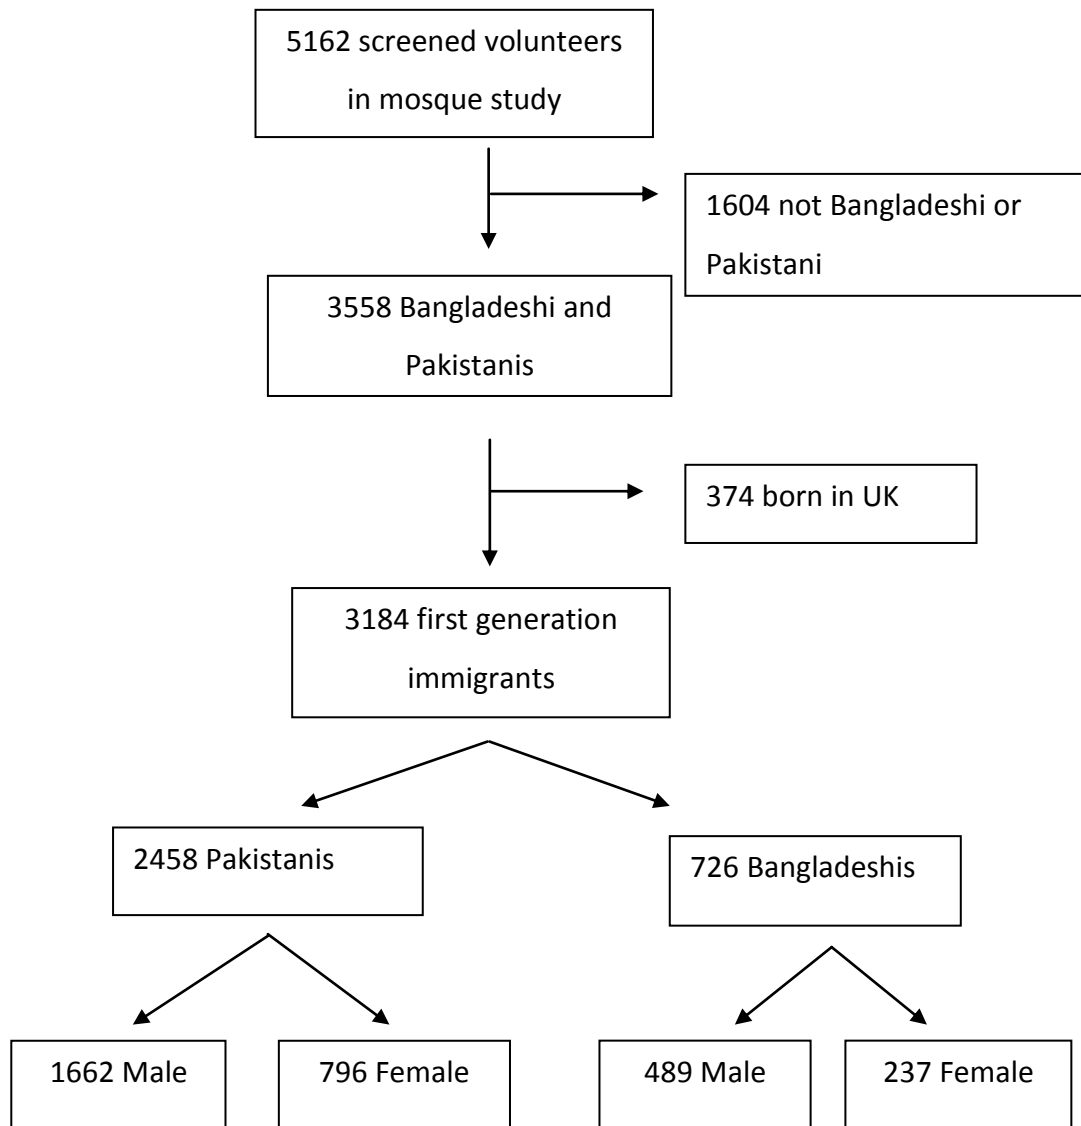 5162 screened volunteers
in mosque study
1604 not Bangladeshi or
Pakistani
3558 Bangladeshi and
Pakistanis
374 born in UK
3184 first generation
immigrants
2458 Pakistanis
726 Bangladeshis
1662 Male
796 Female
489 Male
237 Female